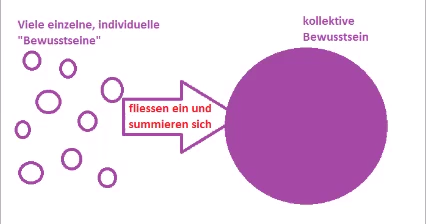 Viele einzelne, individuelle
"Bewusstseine"
kollektive
Bewusstsein
fliessen ein und
summieren sich